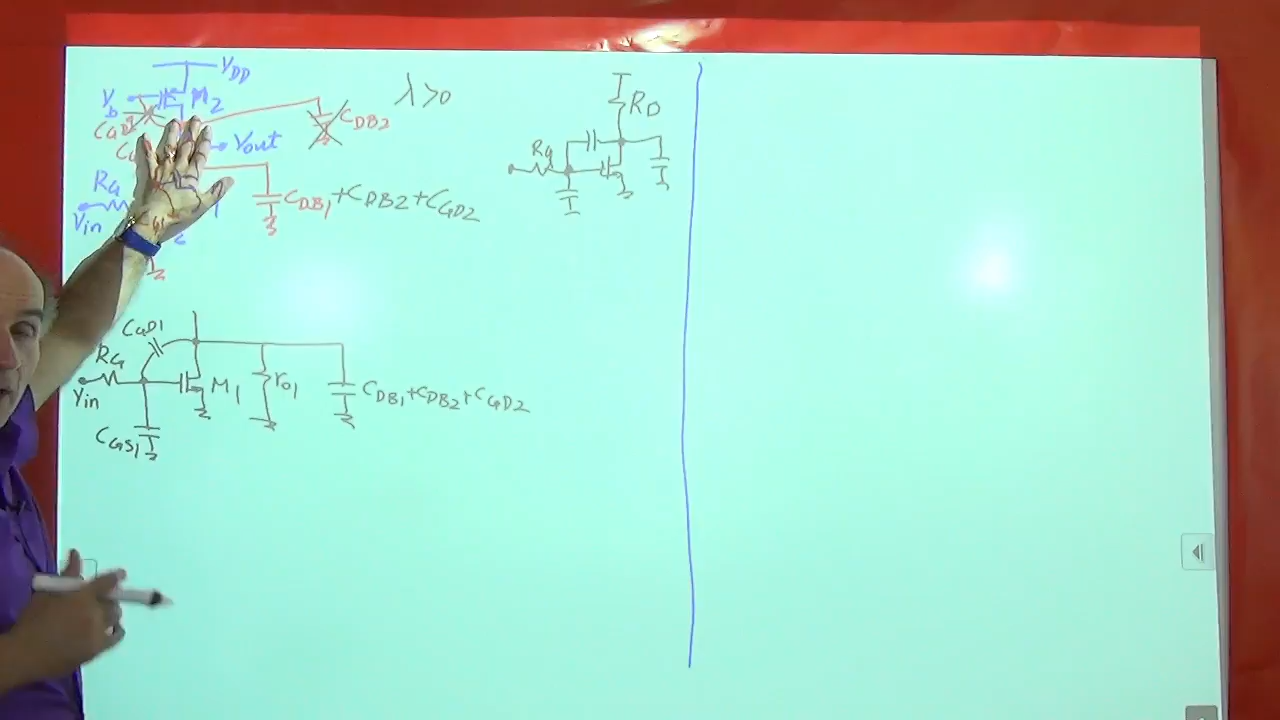 VDD
Vb M2
CGD2
CDB2
λ>0
Vout
RD
RG
RG
Vin
CDB1+CDB2+CGD2
CGD1
RG
Vin
M1
ro1
CDB1+CDB2+CGD2
CGS1